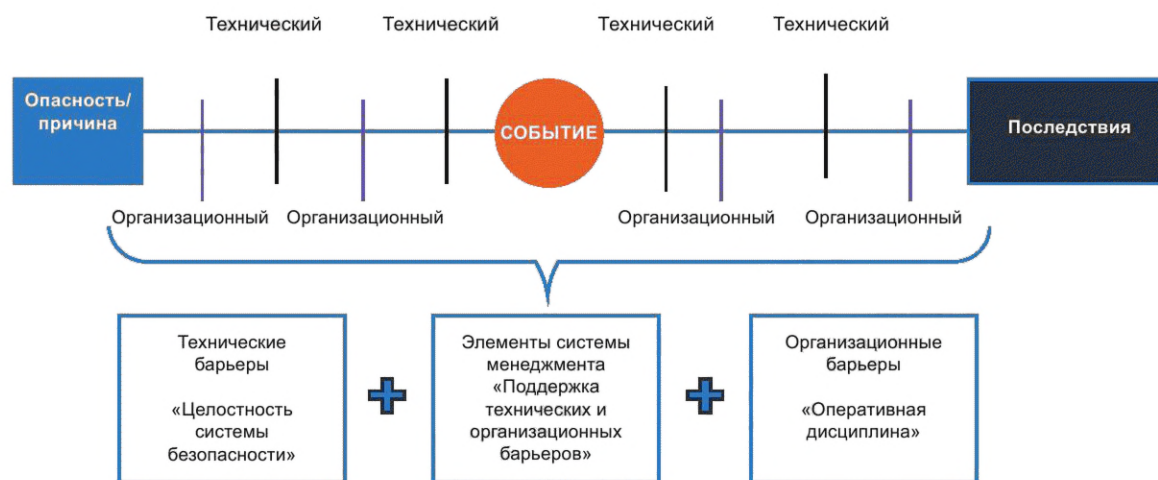 Технический Технический Технический Технический
Опасность/
причина
СОБЫТИЕ
Последствия
Организационный Организационный Организационный Организационный
Технические
барьеры
«Целостность
системы
безопасности»
Элементы системы
менеджмента
«Поддержка
технических и
организационных
барьеров»
Организационные
барьеры
«Оперативная
дисциплина»